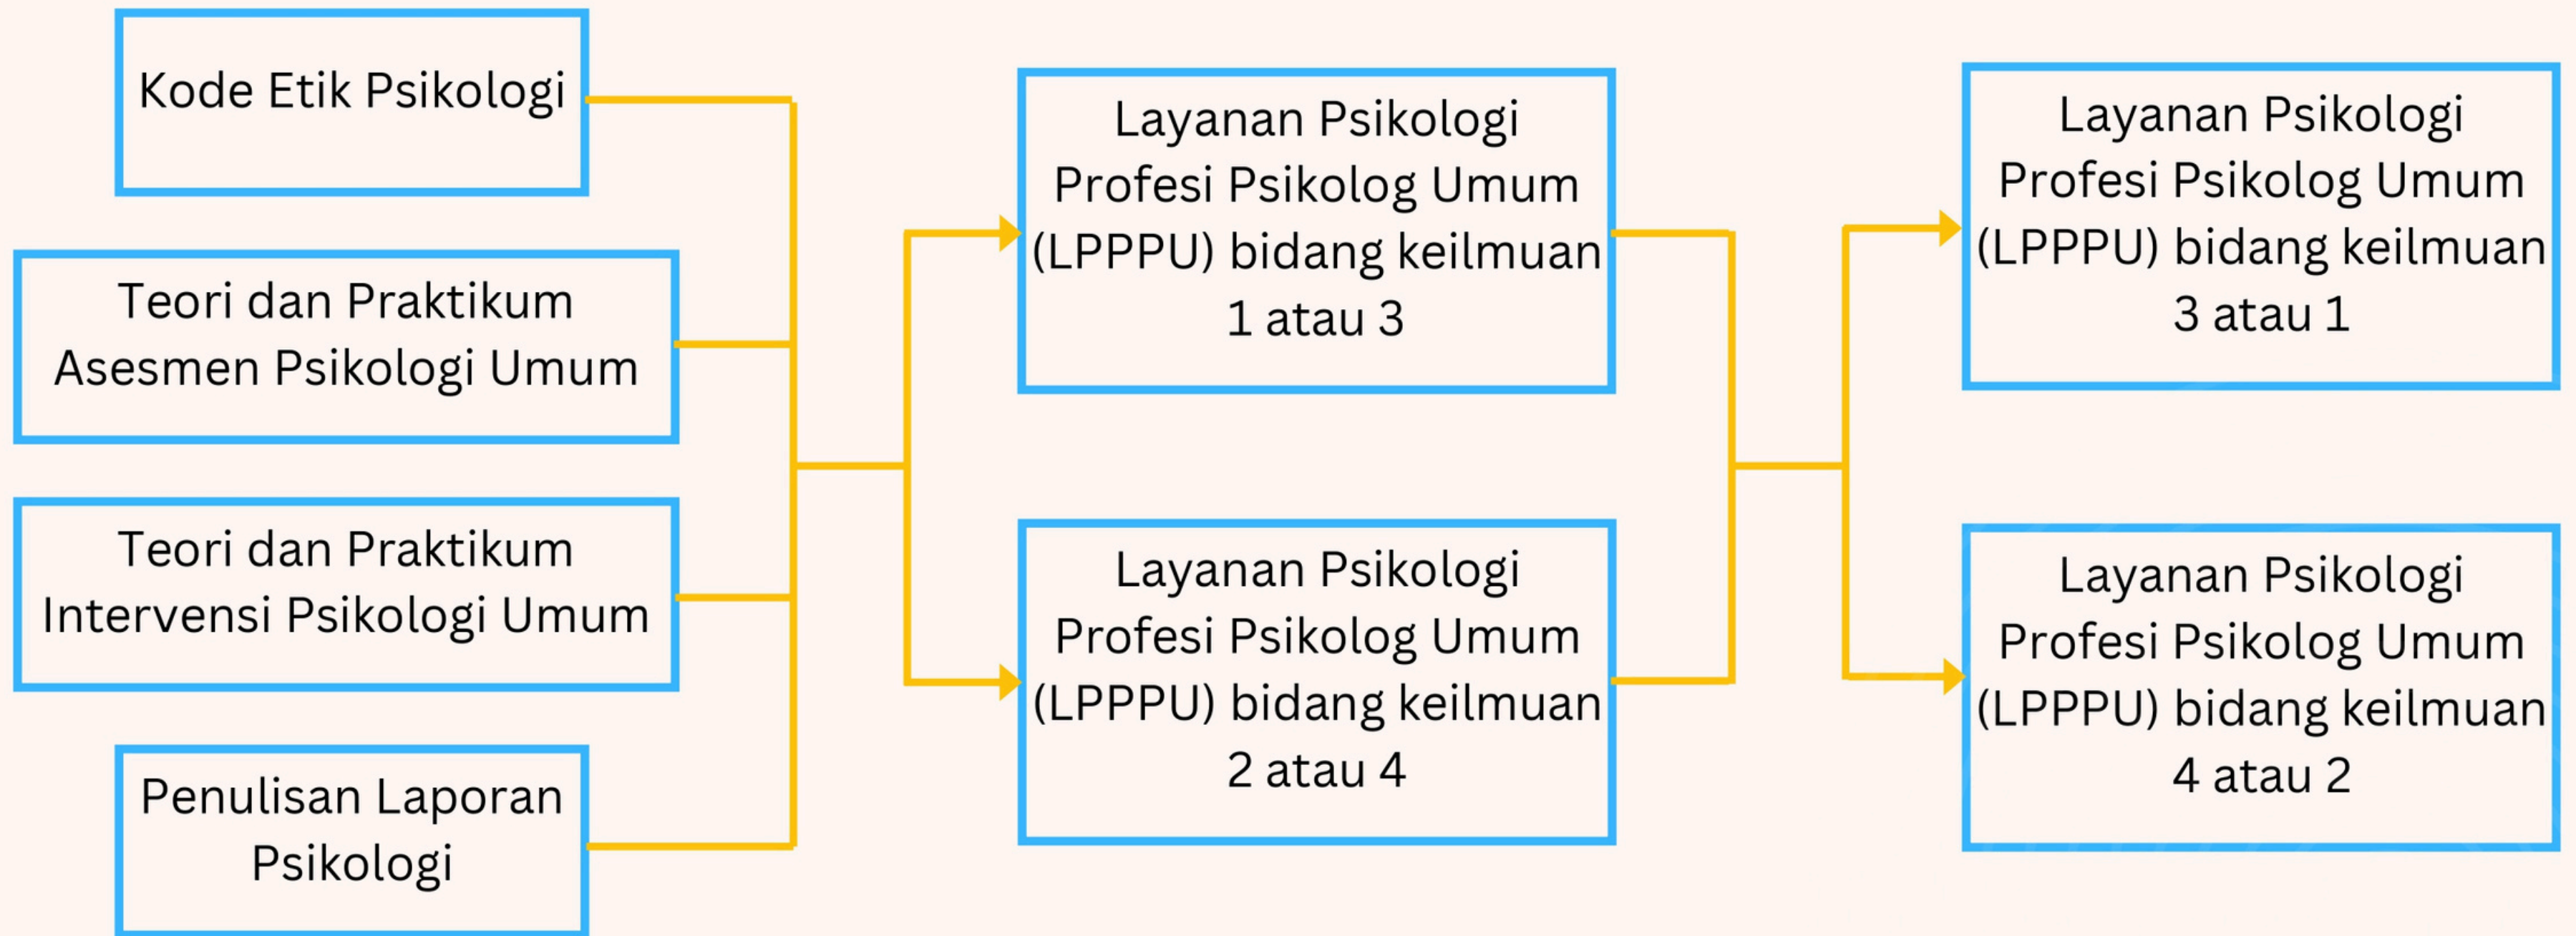 Kode Etik Psikologi
Teori dan Praktikum
Asesmen Psikologi Umum
Teori dan Praktikum
Intervensi Psikologi Umum
Penulisan Laporan
Psikologi
Layanan Psikologi
Profesi Psikolog Umum
(LPPPU) bidang keilmuan
1 atau 3
Layanan Psikologi
Profesi Psikolog Umum
(LPPPU) bidang keilmuan
2 atau 4
Layanan Psikologi
Profesi Psikolog Umum
(LPPPU) bidang keilmuan
3 atau 1
Layanan Psikologi
Profesi Psikolog Umum
(LPPPU) bidang keilmuan
4 atau 2